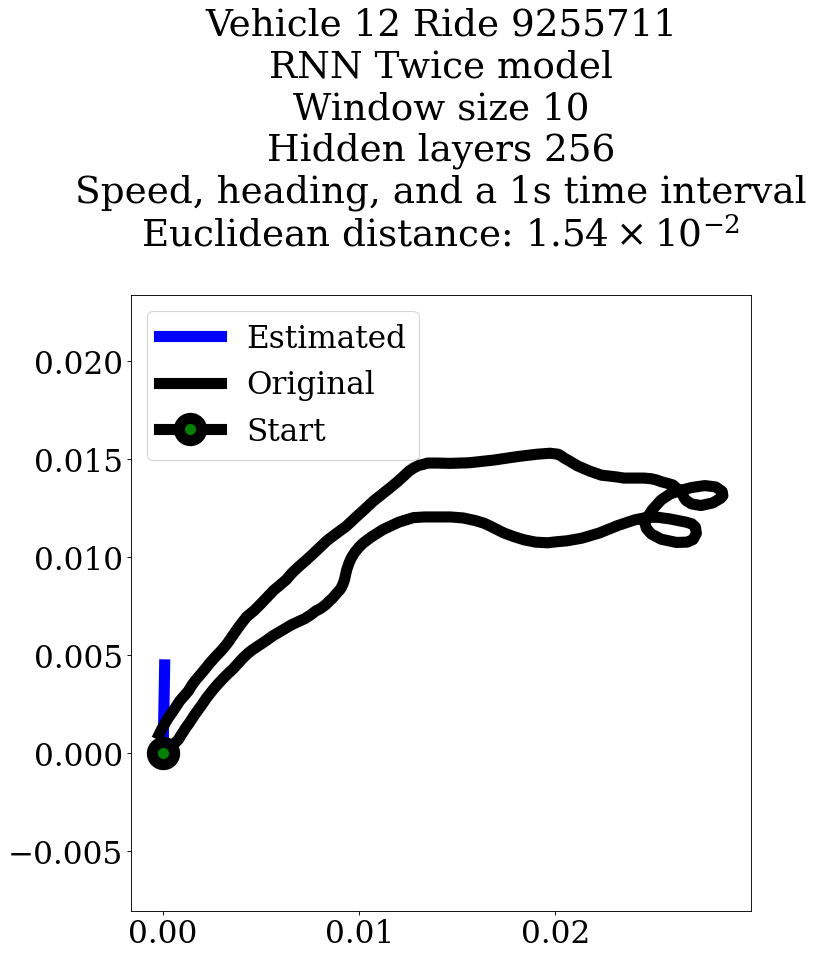 Vehicle 12 Ride 9255711
RNN Twice model
Window size 10
Hidden layers 256
Speed, heading, and a 1s time interval
Euclidean distance: 1.54 × 10⁻²
Estimated
Original
Start
0.020
0.015
0.010
0.005
0.000
−0.005
0.00 0.01 0.02